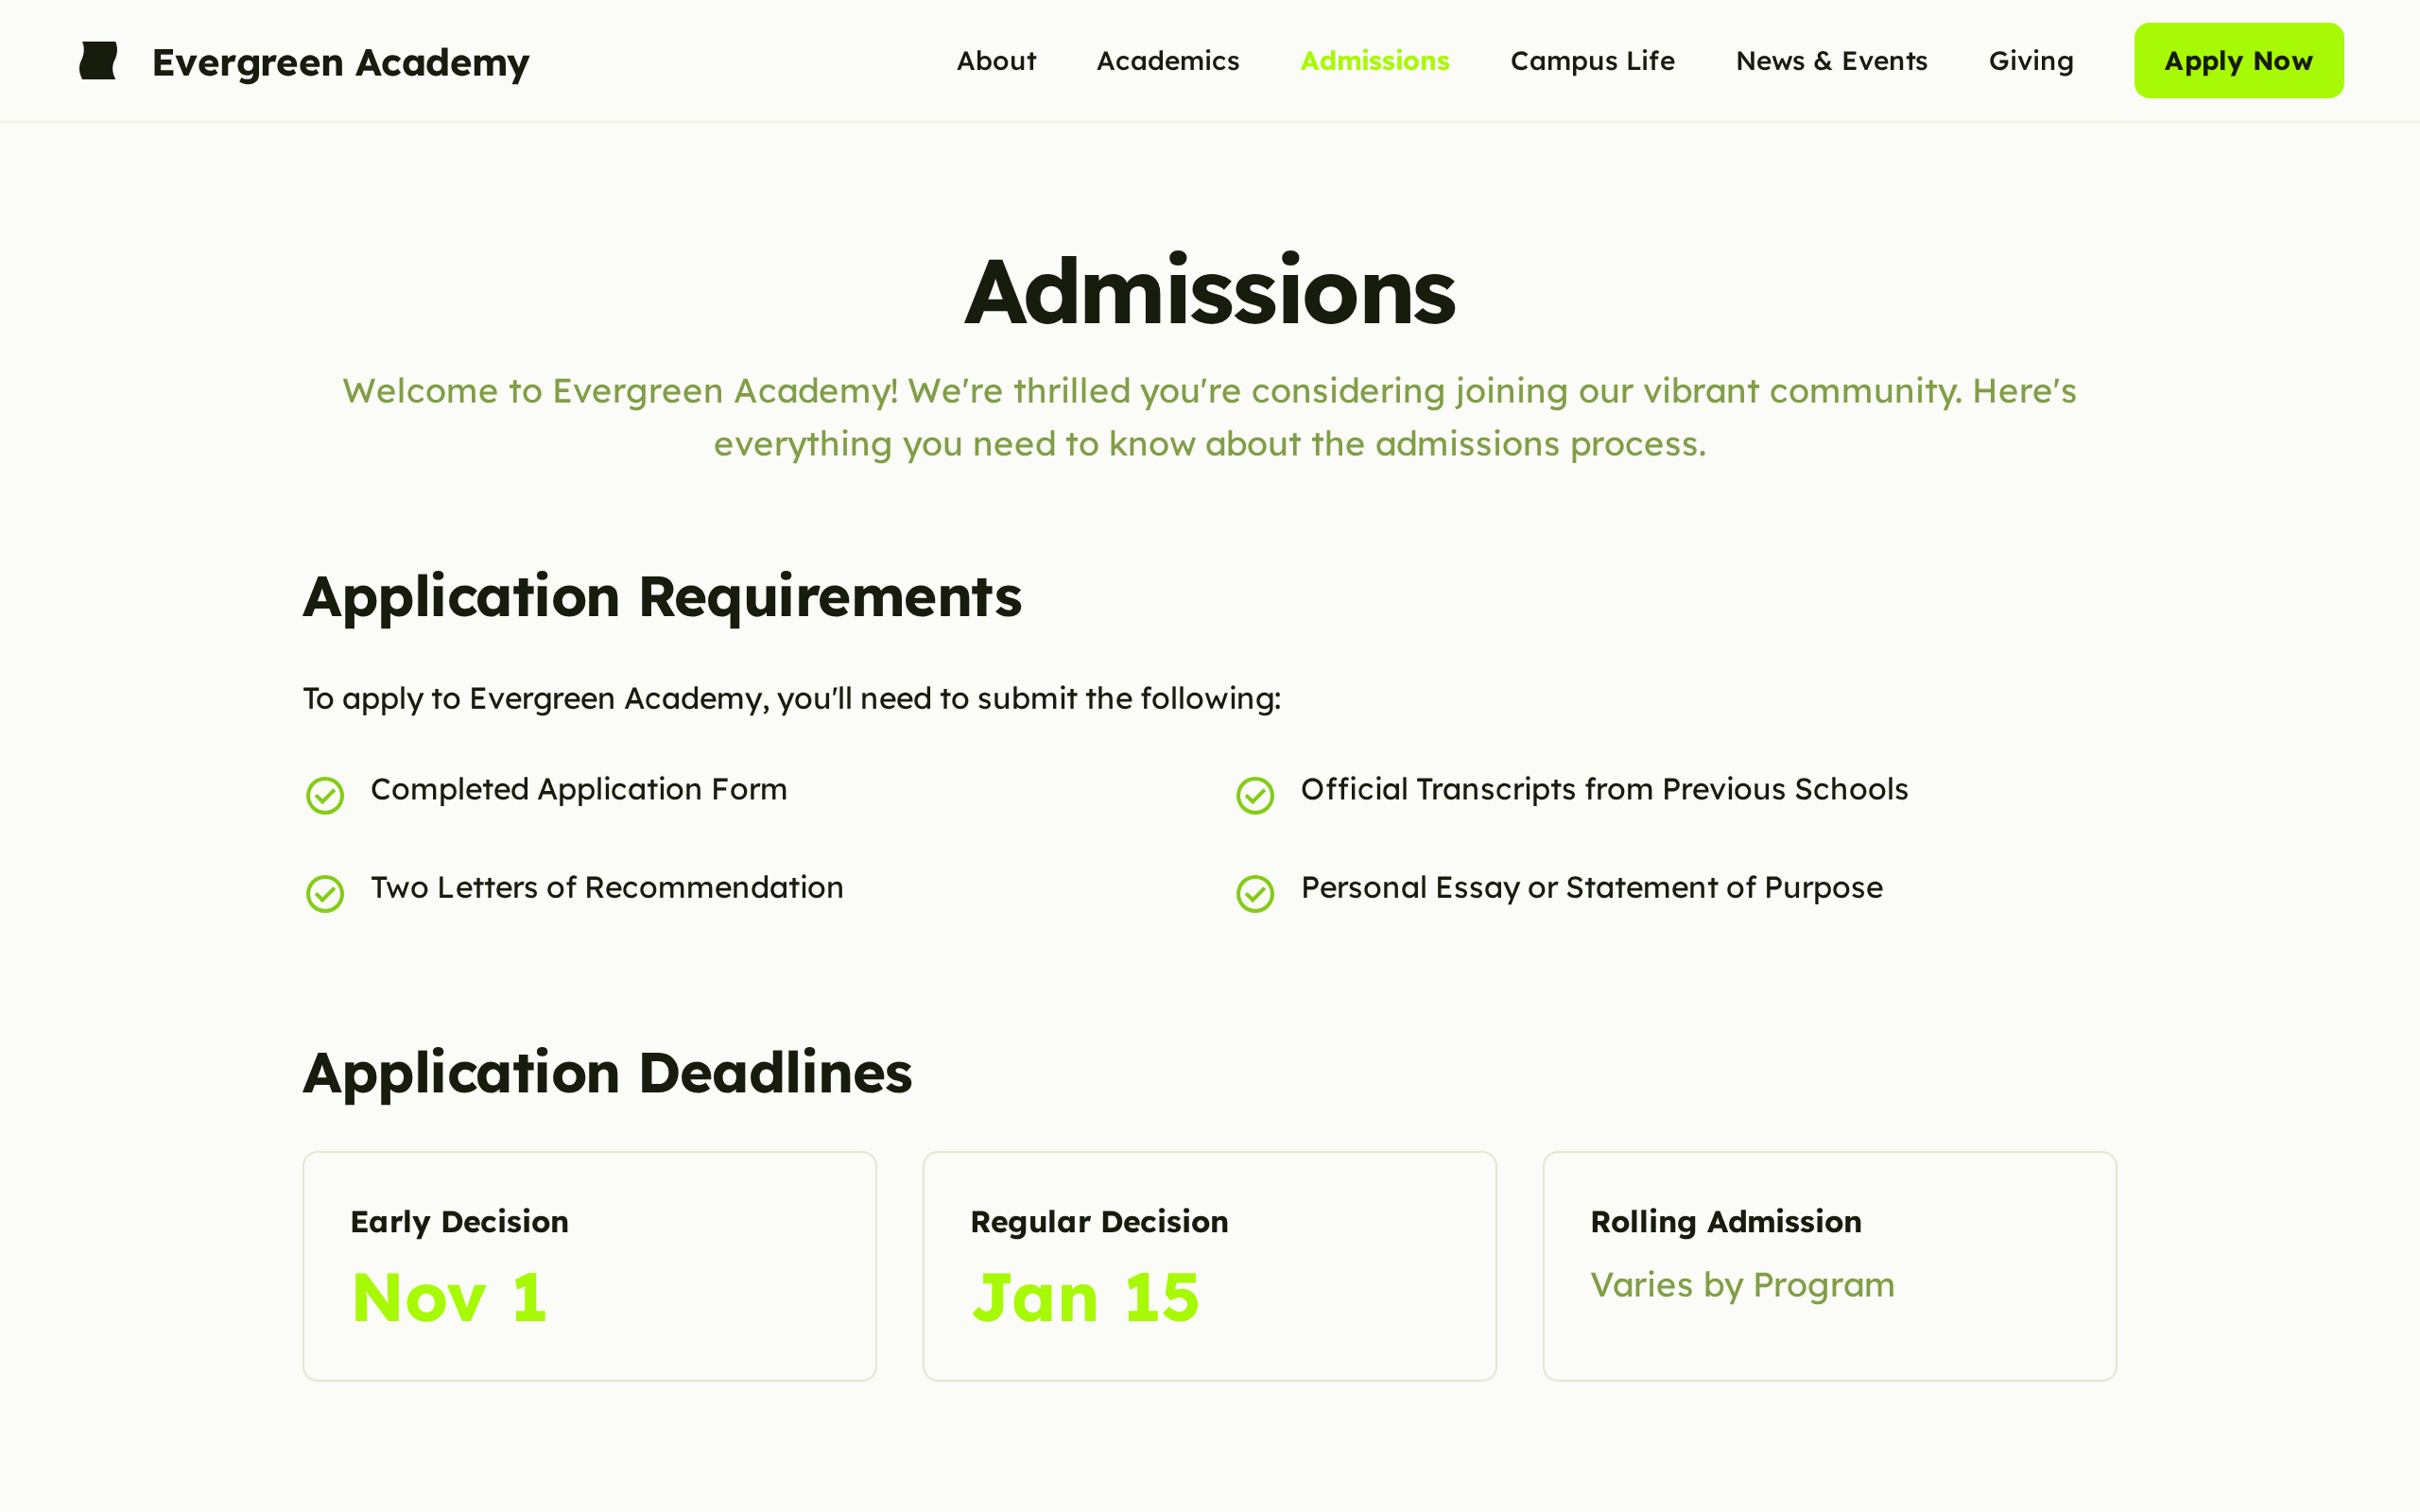 Evergreen Academy
About
Academics
Admissions
Campus Life
News & Events
Giving
Apply Now
Admissions
Welcome to Evergreen Academy! We're thrilled you're considering joining our vibrant community. Here's
everything you need to know about the admissions process.
Application Requirements
To apply to Evergreen Academy, you'll need to submit the following:
Completed Application Form
Official Transcripts from Previous Schools
Two Letters of Recommendation
Personal Essay or Statement of Purpose
Application Deadlines
Early Decision
Nov 1
Regular Decision
Jan 15
Rolling Admission
Varies by Program